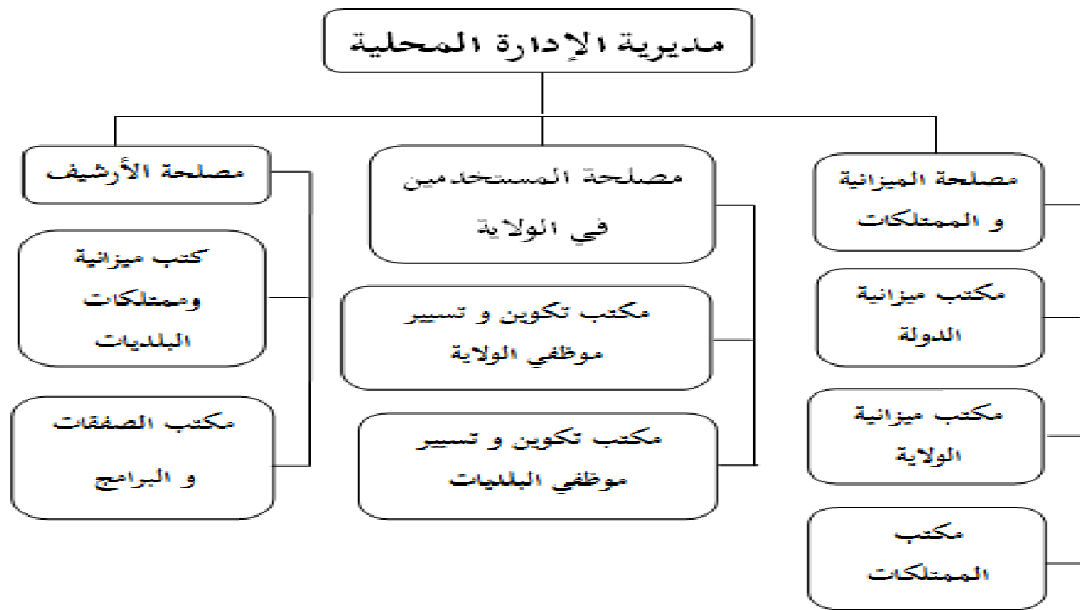 مديرية الإدارة المحلية
مصلحة الميزانية
و الممتلكات
مكتب ميزانية
الدولة
مكتب ميزانية
الولاية
مكتب
الممتلكات
مصلحة المستخدمين
في الولاية
مكتب تكوين و تسيير
موظفي الولاية
مكتب تكوين و تسيير
موظفي البلديات
مصلحة الأرشيف
كتب ميزانية
وممتلكات
البلديات
مكتب الصفقات
و البرامج